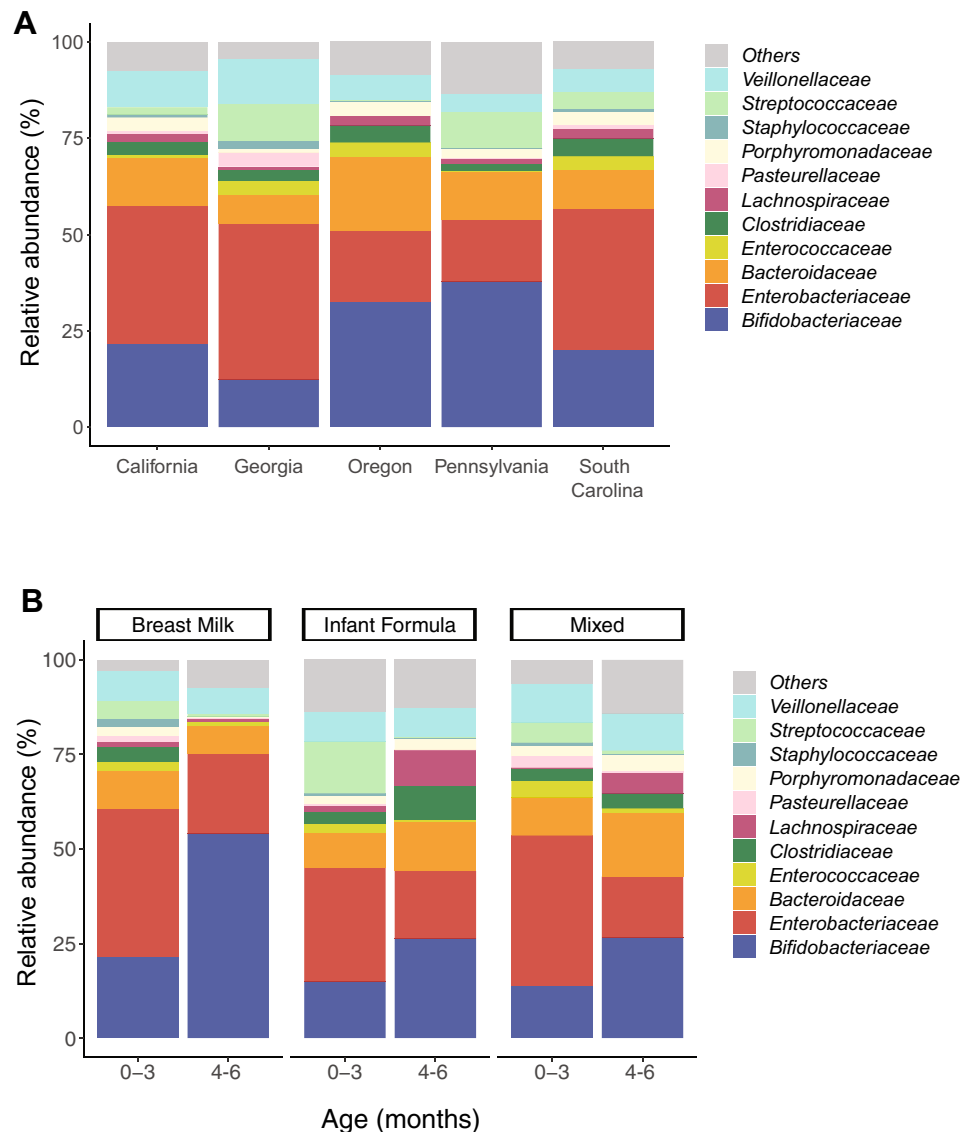 A
Relative abundance (%)
100
75
50
25
0
California
Georgia
Oregon
Pennsylvania
South
Carolina
Others
Veillonellaceae
Streptococcaceae
Staphylococcaceae
Porphyromonadaceae
Pasteurellaceae
Lachnospiraceae
Clostridiaceae
Enterococcaceae
Bacteroidaceae
Enterobacteriaceae
Bifidobacteriaceae
B
Breast Milk
Infant Formula
Mixed
Relative abundance (%)
100
75
50
25
0
0–3
4-6
0–3
4-6
0–3
4-6
Age (months)
Others
Veillonellaceae
Streptococcaceae
Staphylococcaceae
Porphyromonadaceae
Pasteurellaceae
Lachnospiraceae
Clostridiaceae
Enterococcaceae
Bacteroidaceae
Enterobacteriaceae
Bifidobacteriaceae